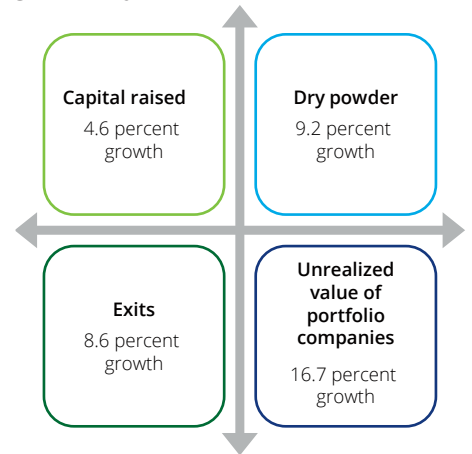 Capital raised
4.6 percent
growth
Dry powder
9.2 percent
growth
Exits
8.6 percent
growth
Unrealized
value of
portfolio
companies
16.7 percent
growth